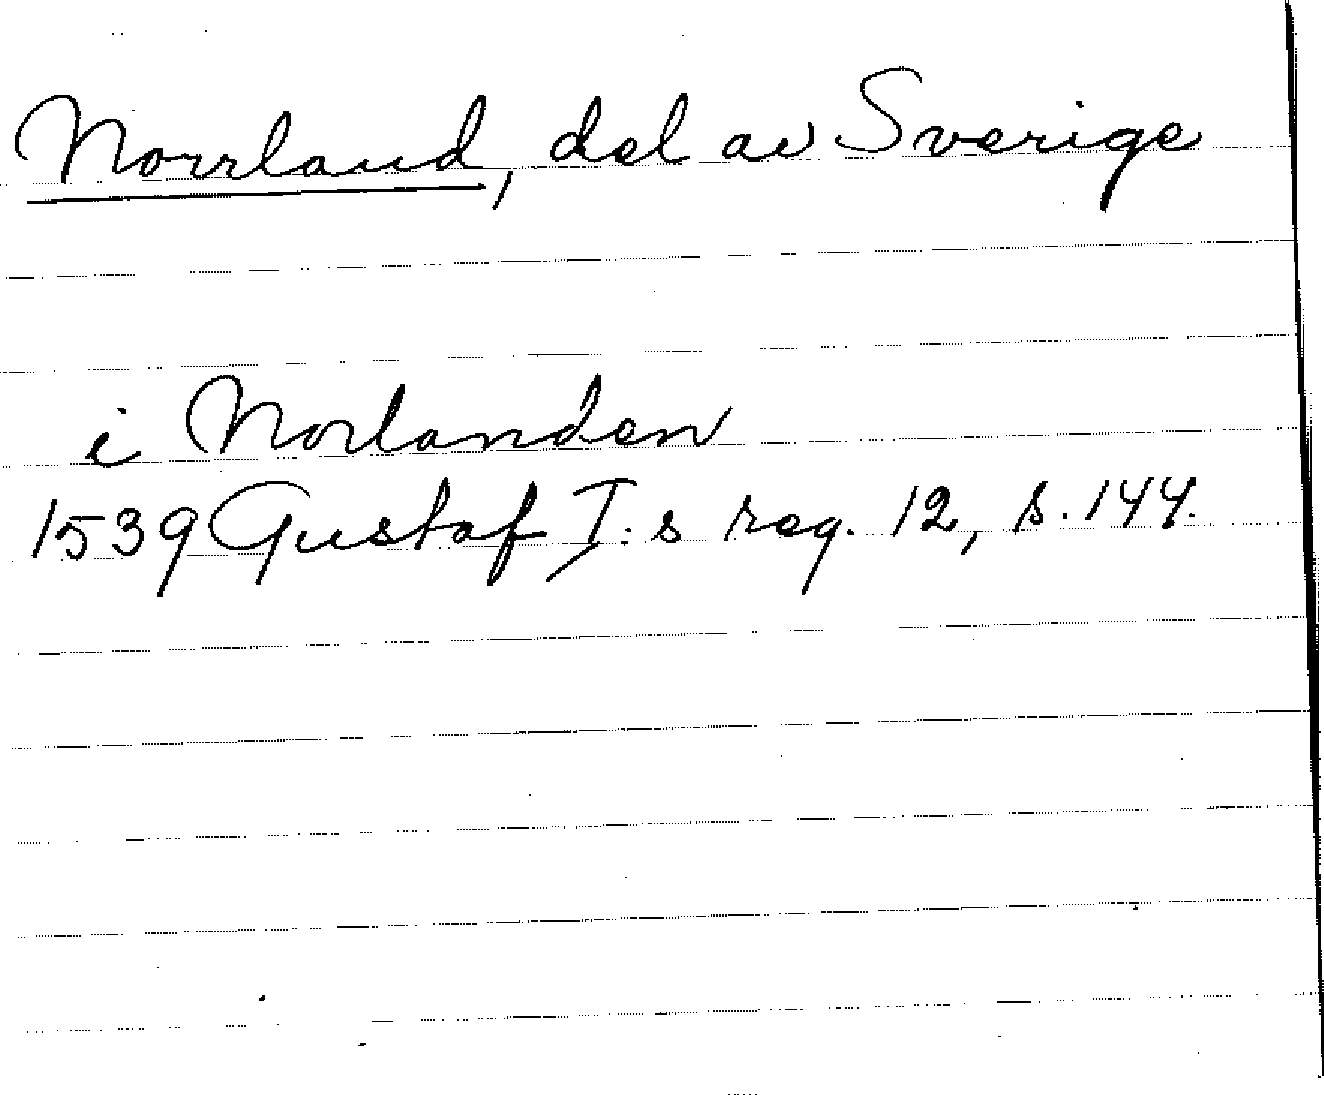 Norrland, del av Sverige
i Norlanden
1539 Gustaf I:s reg. 12, s. 144.